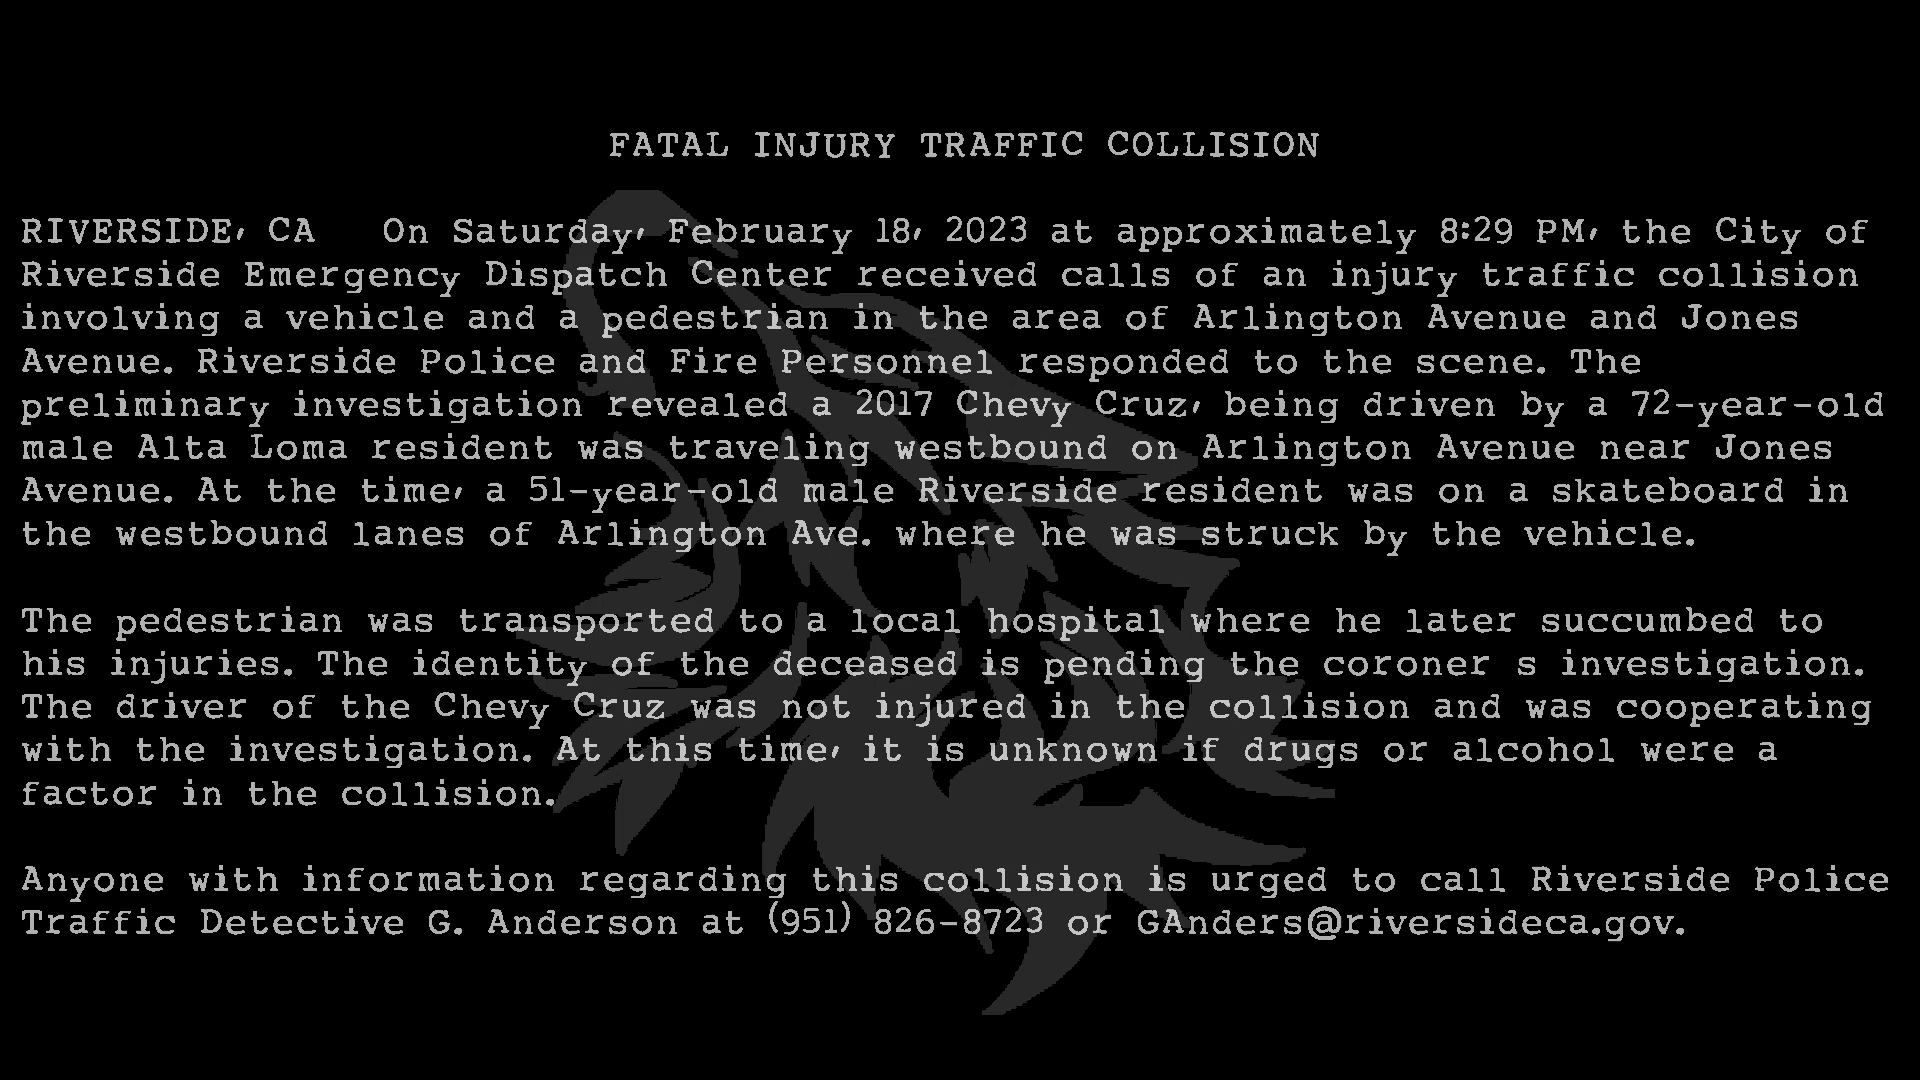 FATAL INJURY TRAFFIC COLLISION
RIVERSIDE, CA   On Saturday, February 18, 2023 at approximately 8:29 PM, the City of
Riverside Emergency Dispatch Center received calls of an injury traffic collision
involving a vehicle and a pedestrian in the area of Arlington Avenue and Jones
Avenue. Riverside Police and Fire Personnel responded to the scene. The
preliminary investigation revealed a 2017 Chevy Cruz, being driven by a 72-year-old
male Alta Loma resident was traveling westbound on Arlington Avenue near Jones
Avenue. At the time, a 51-year-old male Riverside resident was on a skateboard in
the westbound lanes of Arlington Ave. where he was struck by the vehicle.
The pedestrian was transported to a local hospital where he later succumbed to
his injuries. The identity of the deceased is pending the coroner s investigation.
The driver of the Chevy Cruz was not injured in the collision and was cooperating
with the investigation. At this time, it is unknown if drugs or alcohol were a
factor in the collision.
Anyone with information regarding this collision is urged to call Riverside Police
Traffic Detective G. Anderson at (951) 826-8723 or GAnders@riversideca.gov.